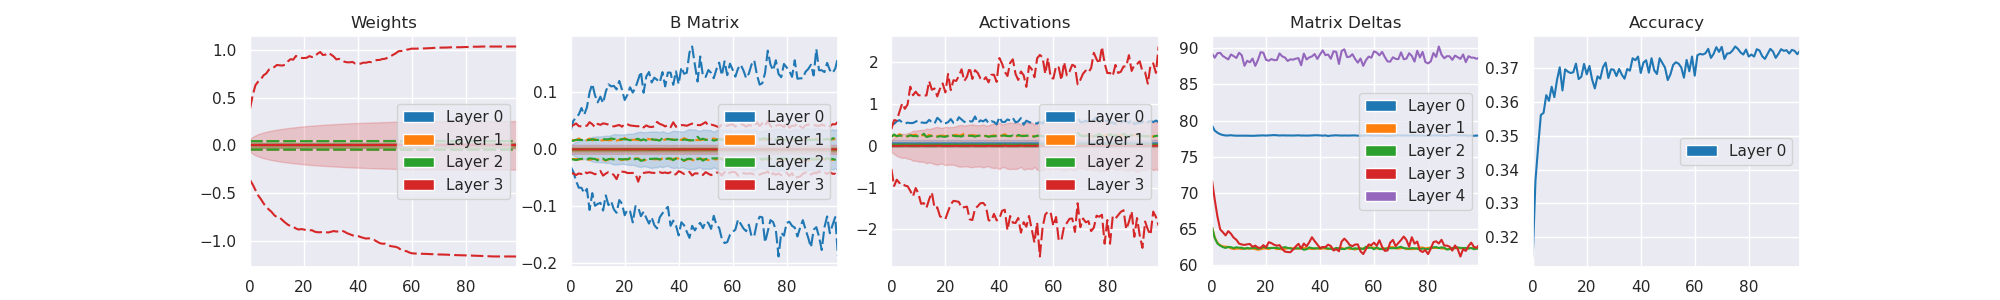 Weights
1.0
0.5
0.0
−0.5
−1.0
0 20 40 60 80
Layer 0
Layer 1
Layer 2
Layer 3
B Matrix
0.1
0.0
−0.1
−0.2
0 20 40 60 80
Layer 0
Layer 1
Layer 2
Layer 3
Activations
2
1
0
−1
−2
0 20 40 60 80
Layer 0
Layer 1
Layer 2
Layer 3
Matrix Deltas
90
85
80
75
70
65
60
0 20 40 60 80
Layer 0
Layer 1
Layer 2
Layer 3
Layer 4
Accuracy
0.37
0.36
0.35
0.34
0.33
0.32
0 20 40 60 80
Layer 0